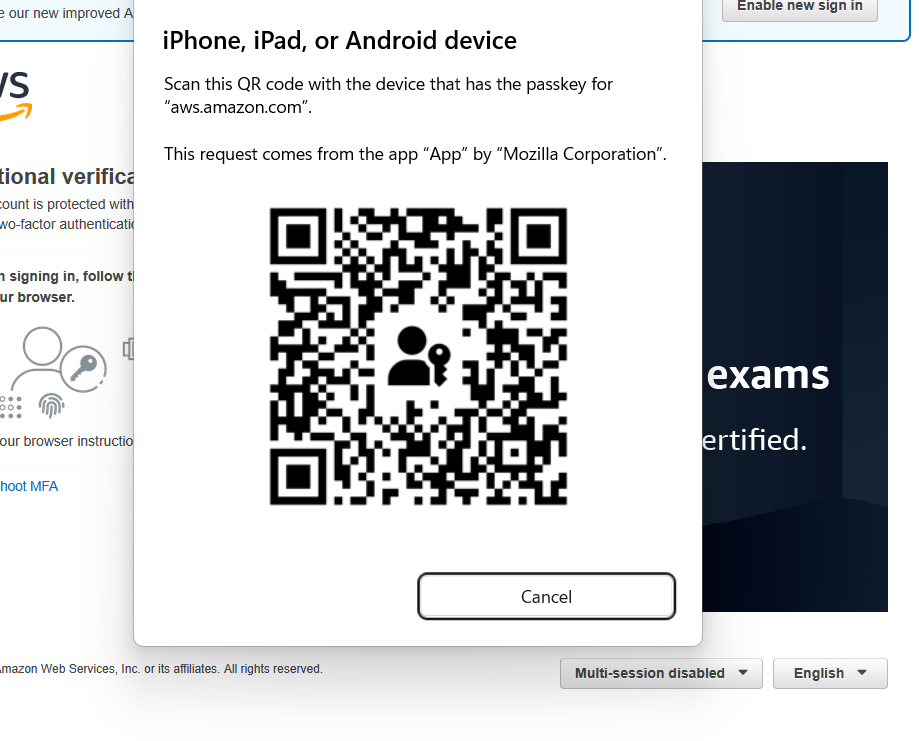 e our new improved A
Enable new sign in
iPhone, iPad, or Android device
Scan this QR code with the device that has the passkey for
“aws.amazon.com”.
This request comes from the app “App” by “Mozilla Corporation”.
tional verifica
count is protected with
wo-factor authenticatio
n signing in, follow th
ur browser.
our browser instructio
hoot MFA
exams
ertified.
Cancel
mazon Web Services, Inc. or its affiliates. All rights reserved.
Multi-session disabled
English